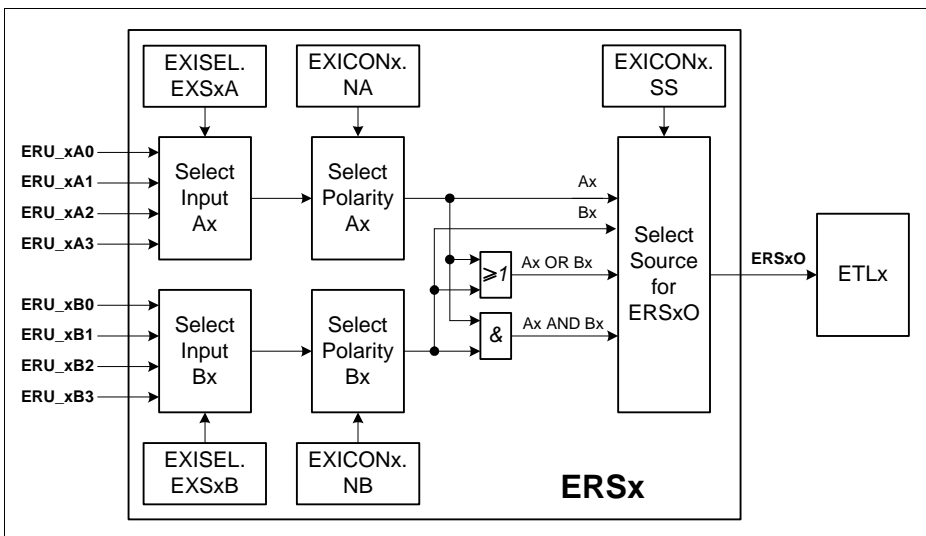 EXISEL.
EXSxA
EXICONx.
NA
EXICONx.
SS
ERU_xA0
ERU_xA1
ERU_xA2
ERU_xA3
Select
Input
Ax
Select
Polarity
Ax
Ax
Bx
Select
Source
for
ERSxO
ERSxO
ETLx
≥1
Ax OR Bx
&
Ax AND Bx
ERU_xB0
ERU_xB1
ERU_xB2
ERU_xB3
Select
Input
Bx
Select
Polarity
Bx
EXISEL.
EXSxB
EXICONx.
NB
ERSx